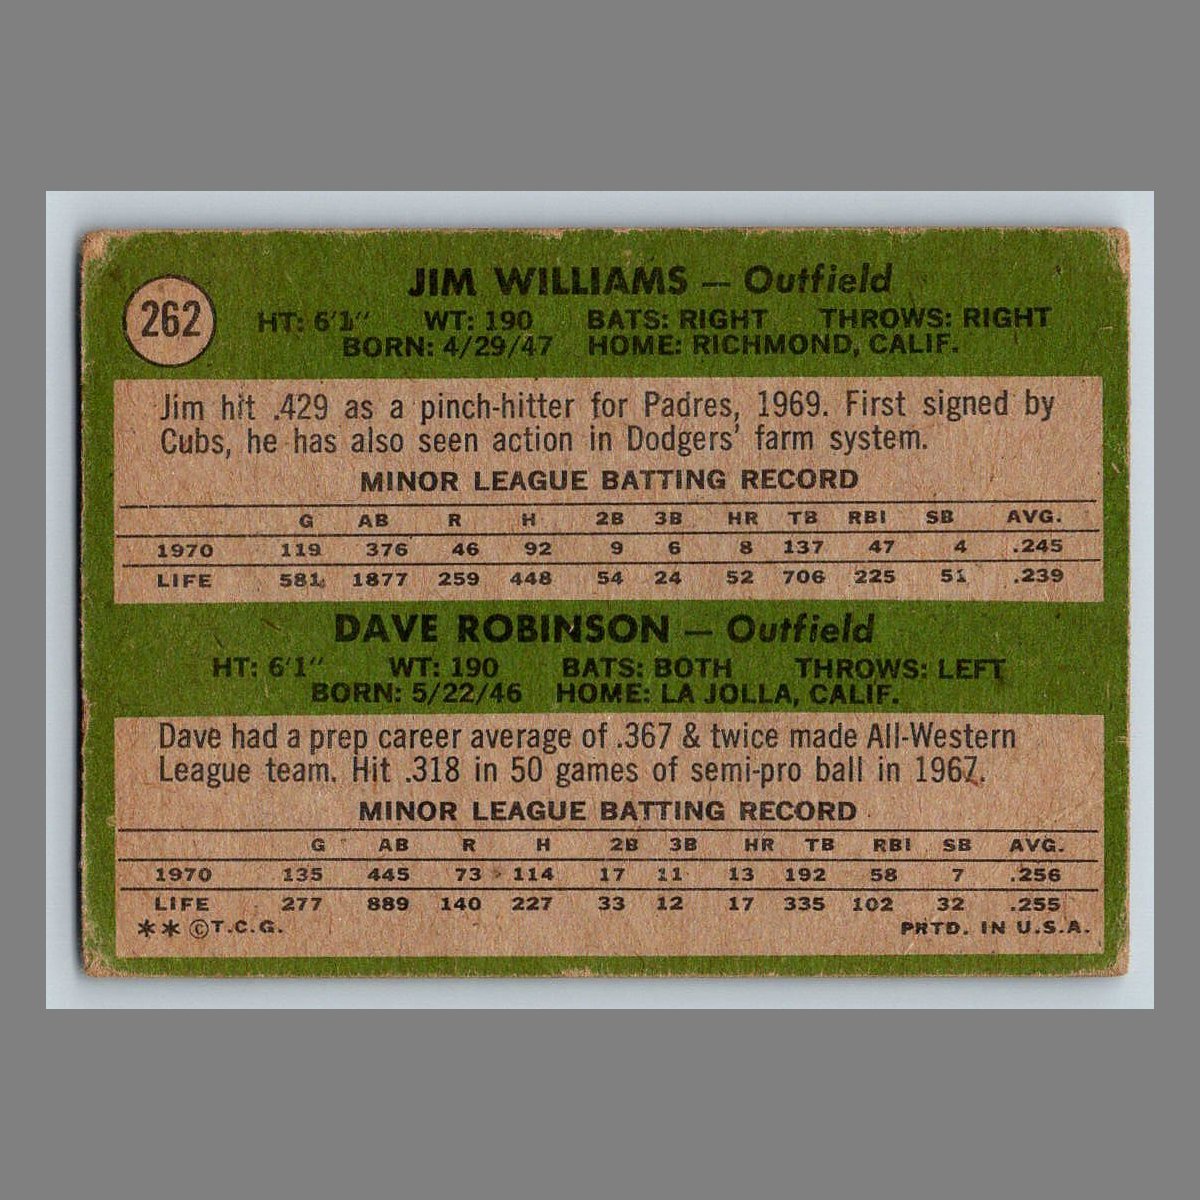 262
JIM WILLIAMS — Outfield
HT: 6'1" WT: 190 BATS: RIGHT THROWS: RIGHT
BORN: 4/29/47 HOME: RICHMOND, CALIF.
Jim hit .429 as a pinch-hitter for Padres, 1969. First signed by
Cubs, he has also seen action in Dodgers' farm system.
MINOR LEAGUE BATTING RECORD
G AB R H 2B 3B HR TB RBI SB AVG.
1970 119 376 46 92 9 6 8 137 47 4 .245
LIFE 581 1877 259 448 54 24 52 706 225 51 .239
DAVE ROBINSON — Outfield
HT: 6'1" WT: 190 BATS: BOTH THROWS: LEFT
BORN: 5/22/46 HOME: LA JOLLA, CALIF.
Dave had a prep career average of .367 & twice made All-Western
League team. Hit .318 in 50 games of semi-pro ball in 1967.
MINOR LEAGUE BATTING RECORD
G AB R H 2B 3B HR TB RBI SB AVG.
1970 135 445 73 114 17 11 13 192 58 7 .256
LIFE 277 889 140 227 33 12 17 335 102 32 .255
** ©T.C.G. PRTD. IN U.S.A.